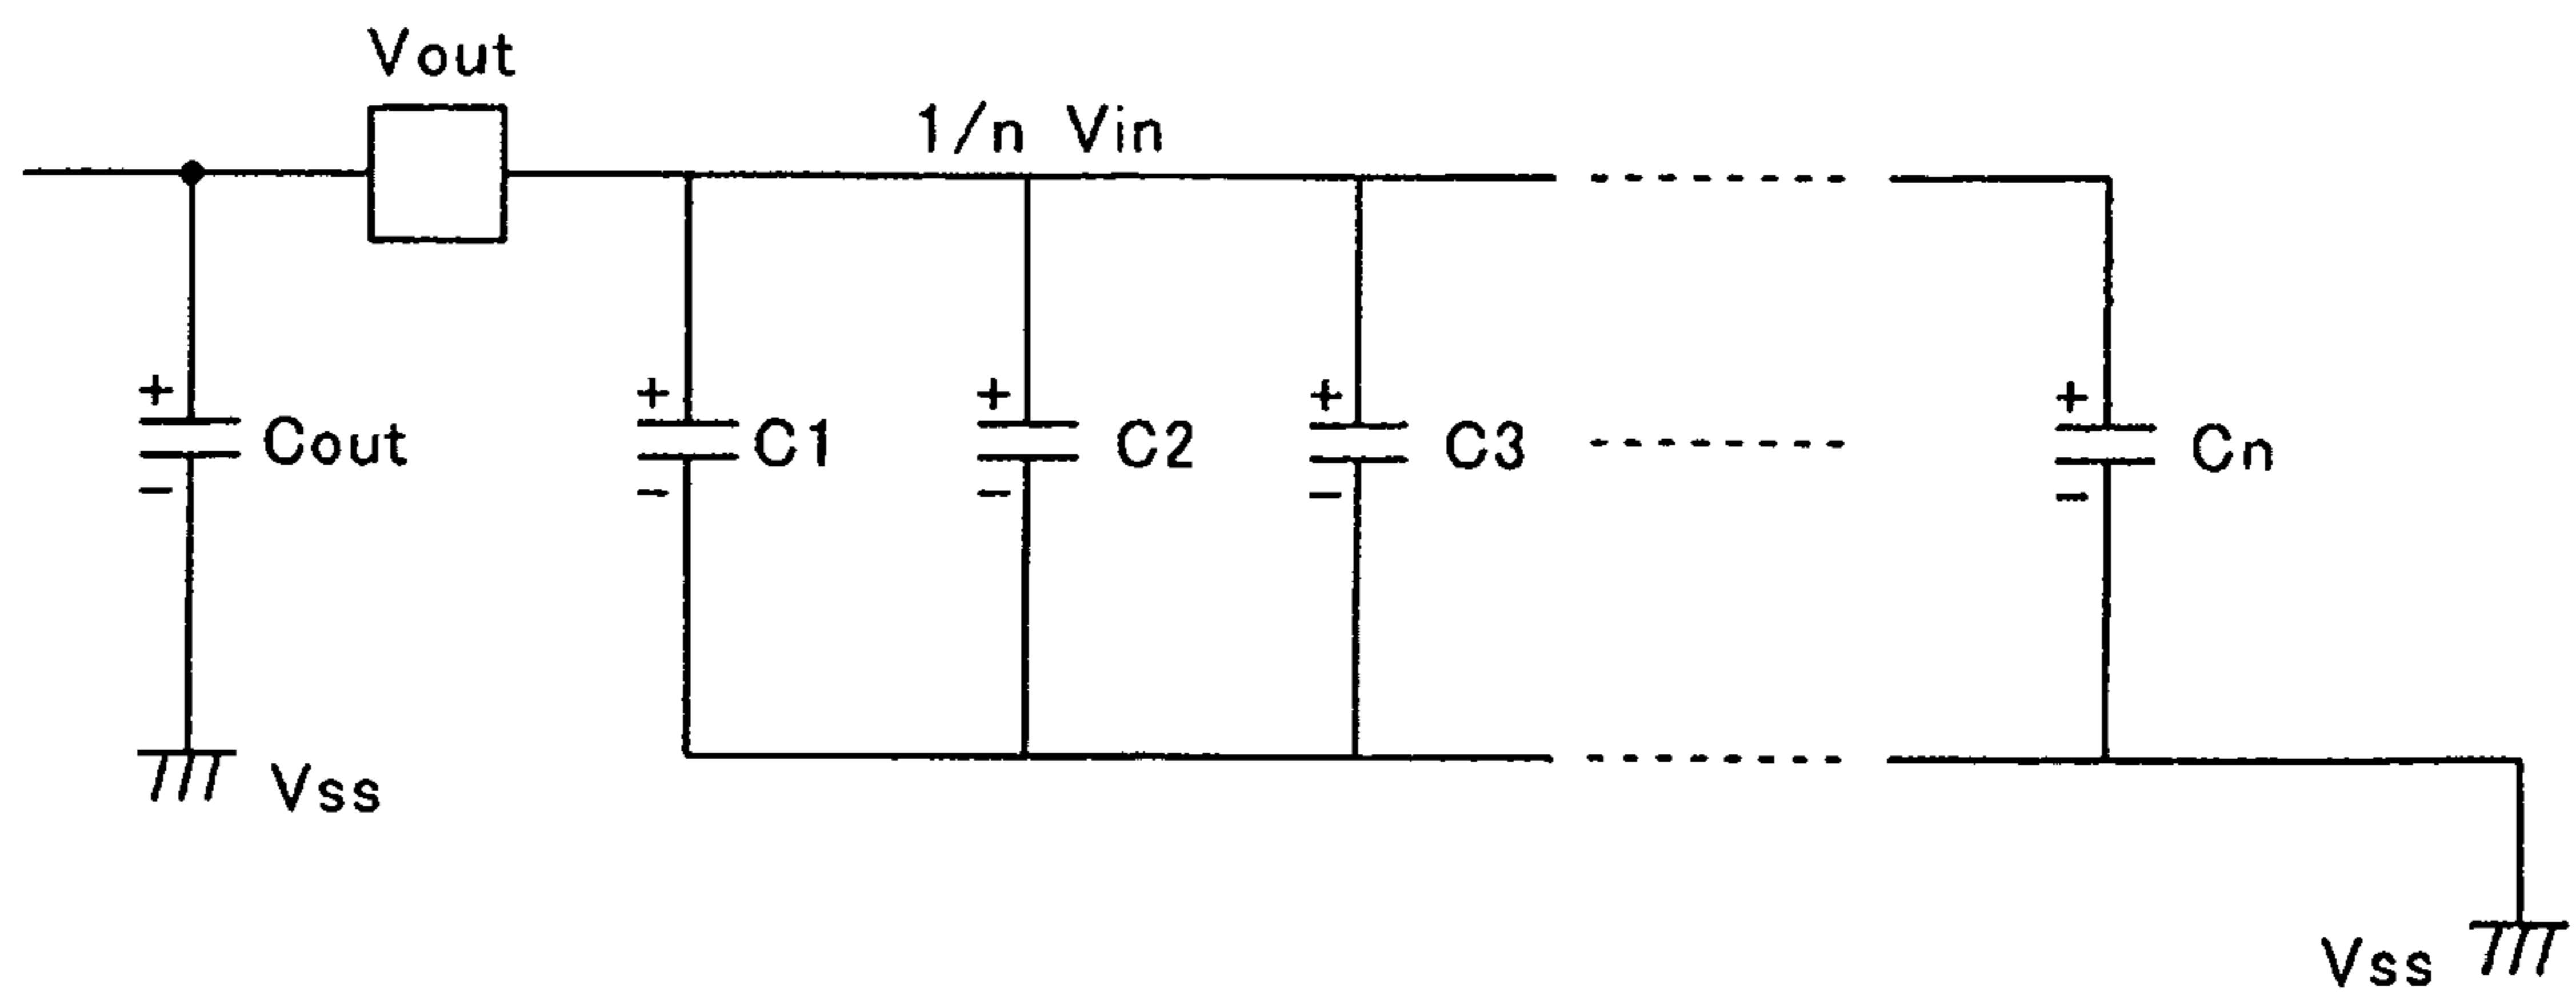 Vout
1/n Vin
+ + + + +
Cout C1 C2 C3 Cn
- - - - -
Vss
Vss